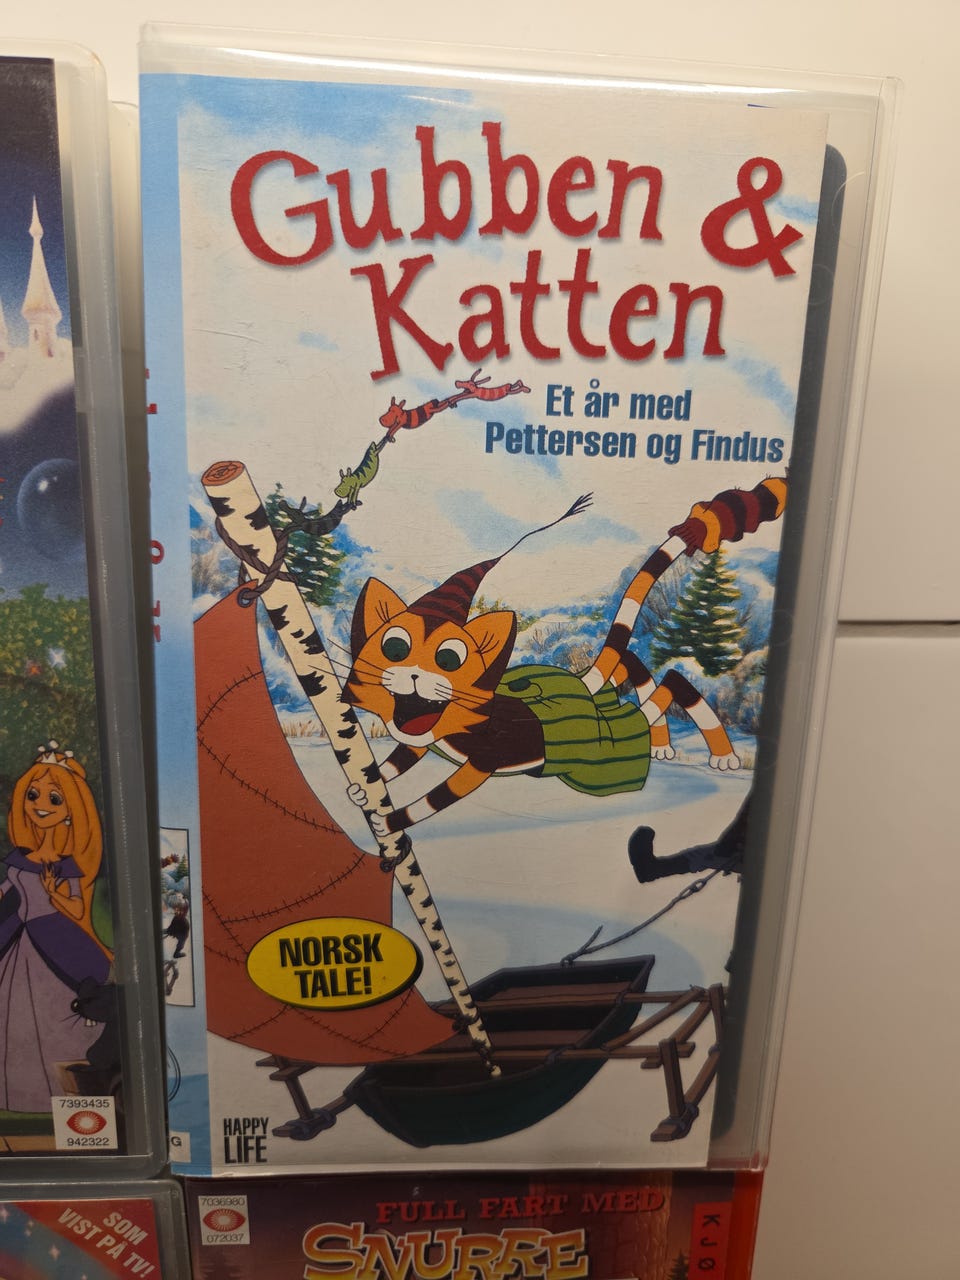 Gubben &
Katten
Et år med
Pettersen og Findus
NORSK
TALE!
HAPPY
LIFE
G
7393435
942322
SOM
VIST PÅ TV!
7036980
072037
FULL FART MED
SNURRE
KJØ